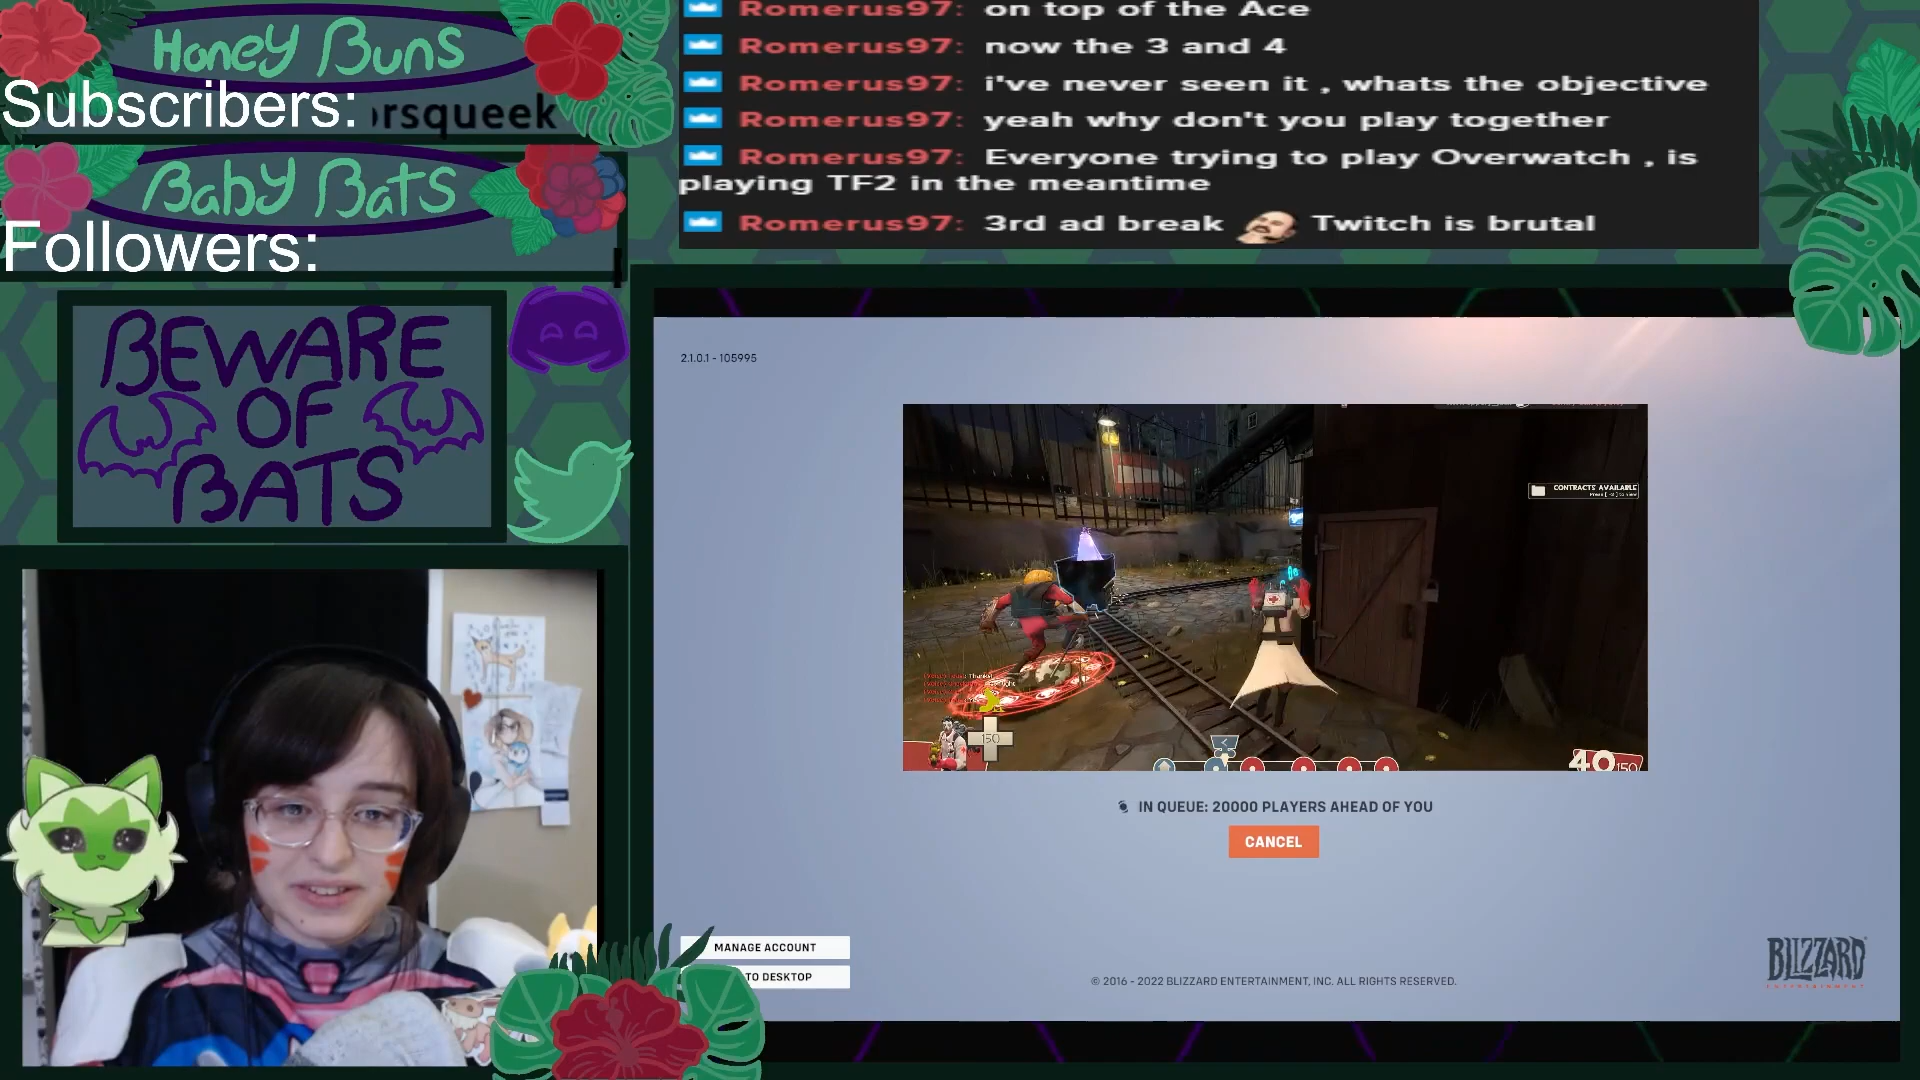 Honey Buns
Subscribers: rsqueek
Baby Bats
Followers:
BEWARE
OF
BATS
Romerus97: on top of the Ace
Romerus97: now the 3 and 4
Romerus97: i've never seen it , whats the objective
Romerus97: yeah why don't you play together
Romerus97: Everyone trying to play Overwatch , is
playing TF2 in the meantime
Romerus97: 3rd ad break Twitch is brutal
2.1.0.1 - 105995
CONTRACTS AVAILABLE
150
40 150
IN QUEUE: 20000 PLAYERS AHEAD OF YOU
CANCEL
MANAGE ACCOUNT
TO DESKTOP
© 2016 - 2022 BLIZZARD ENTERTAINMENT, INC. ALL RIGHTS RESERVED.
BLIZZARD
ENTERTAINMENT